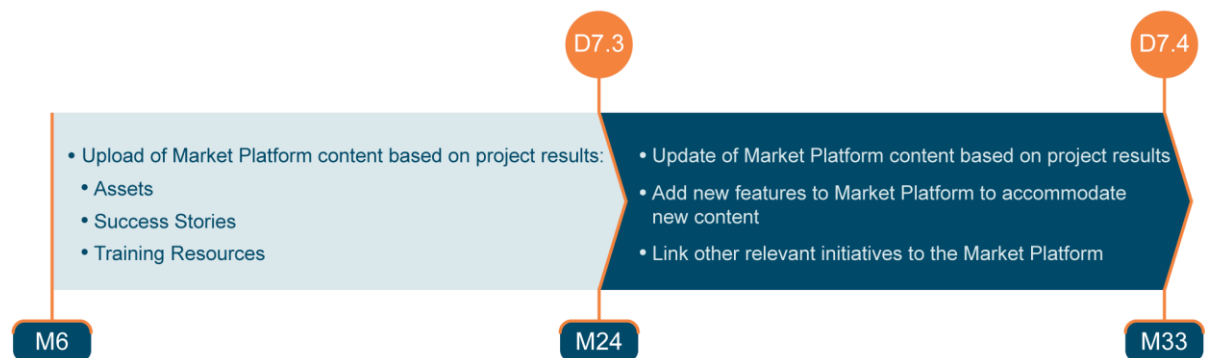 D7.3
D7.4
• Upload of Market Platform content based on project results:
• Assets
• Success Stories
• Training Resources
• Update of Market Platform content based on project results
• Add new features to Market Platform to accommodate
new content
• Link other relevant initiatives to the Market Platform
M6
M24
M33